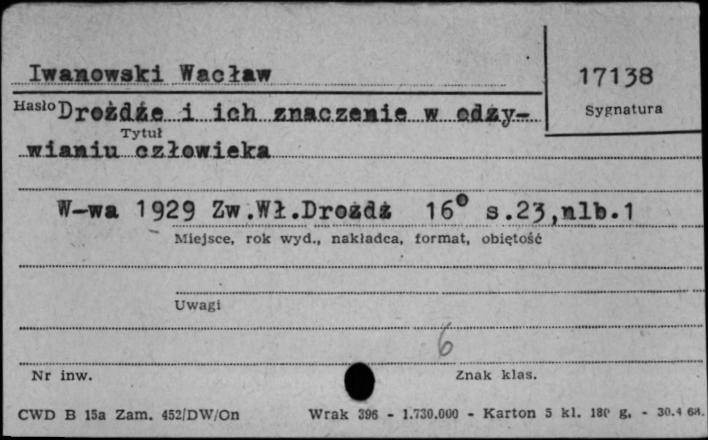 Iwanowski Wacław
17138
Hasło Drożdże i ich znaczenie w odży-
Sygnatura
Tytuł
wianiu człowieka
W-wa 1929 Zw.Wł.Drożdż 16° s.23,nlb.1
Miejsce, rok wyd., nakładca, format, objętość
Uwagi
6
Nr inw.
Znak klas.
CWD B 15a Zam. 452/DW/On
Wrak 396 - 1.730.000 - Karton 5 kl. 180 g. - 30.4 68.